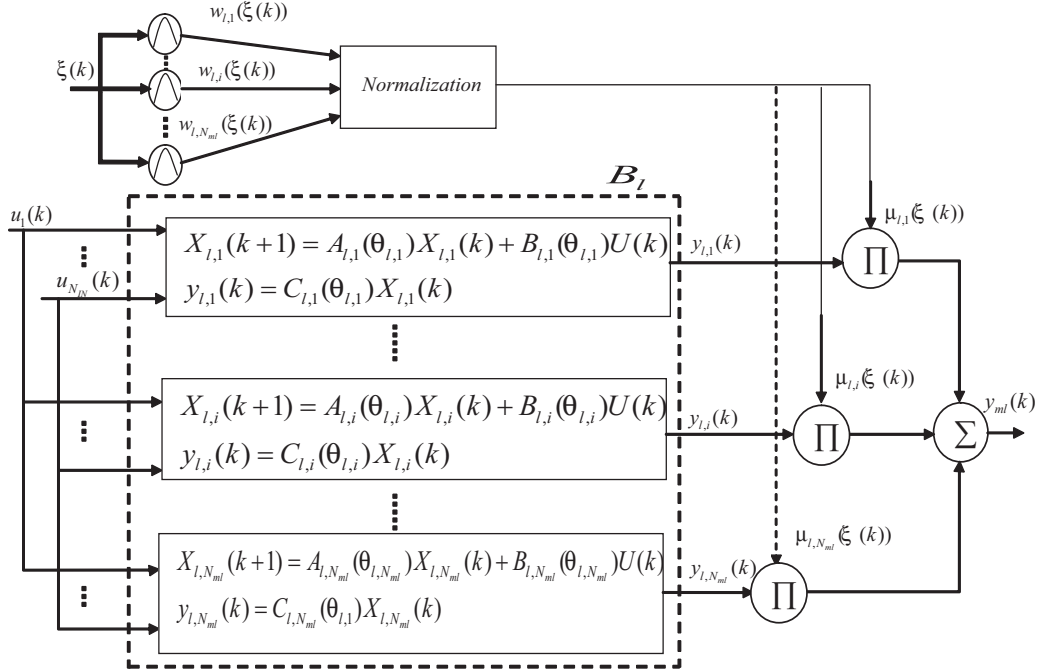 w_{l,1}(ξ(k))
ξ(k)
w_{l,i}(ξ(k))
Normalization
w_{l,N_{ml}}(ξ(k))
B_l
u_1(k)
μ_{l,1}(ξ (k))
X_{l,1}(k+1) = A_{l,1}(θ_{l,1})X_{l,1}(k)+B_{l,1}(θ_{l,1})U(k)
y_{l,1}(k)
∏
u_{N_{IN}}(k)
y_{l,1}(k) = C_{l,1}(θ_{l,1})X_{l,1}(k)
μ_{l,i}(ξ (k))
X_{l,i}(k+1) = A_{l,i}(θ_{l,i})X_{l,i}(k)+B_{l,i}(θ_{l,i})U(k)
y_{l,i}(k)
∏
Σ
y_{ml}(k)
y_{l,i}(k) = C_{l,i}(θ_{l,i})X_{l,i}(k)
μ_{l,N_{ml}}(ξ (k))
X_{l,N_{ml}}(k+1) = A_{l,N_{ml}}(θ_{l,N_{ml}})X_{l,N_{ml}}(k)+B_{l,N_{ml}}(θ_{l,N_{ml}})U(k)
y_{l,N_{ml}}(k)
∏
y_{l,N_{ml}}(k) = C_{l,N_{ml}}(θ_{l,1})X_{l,N_{ml}}(k)